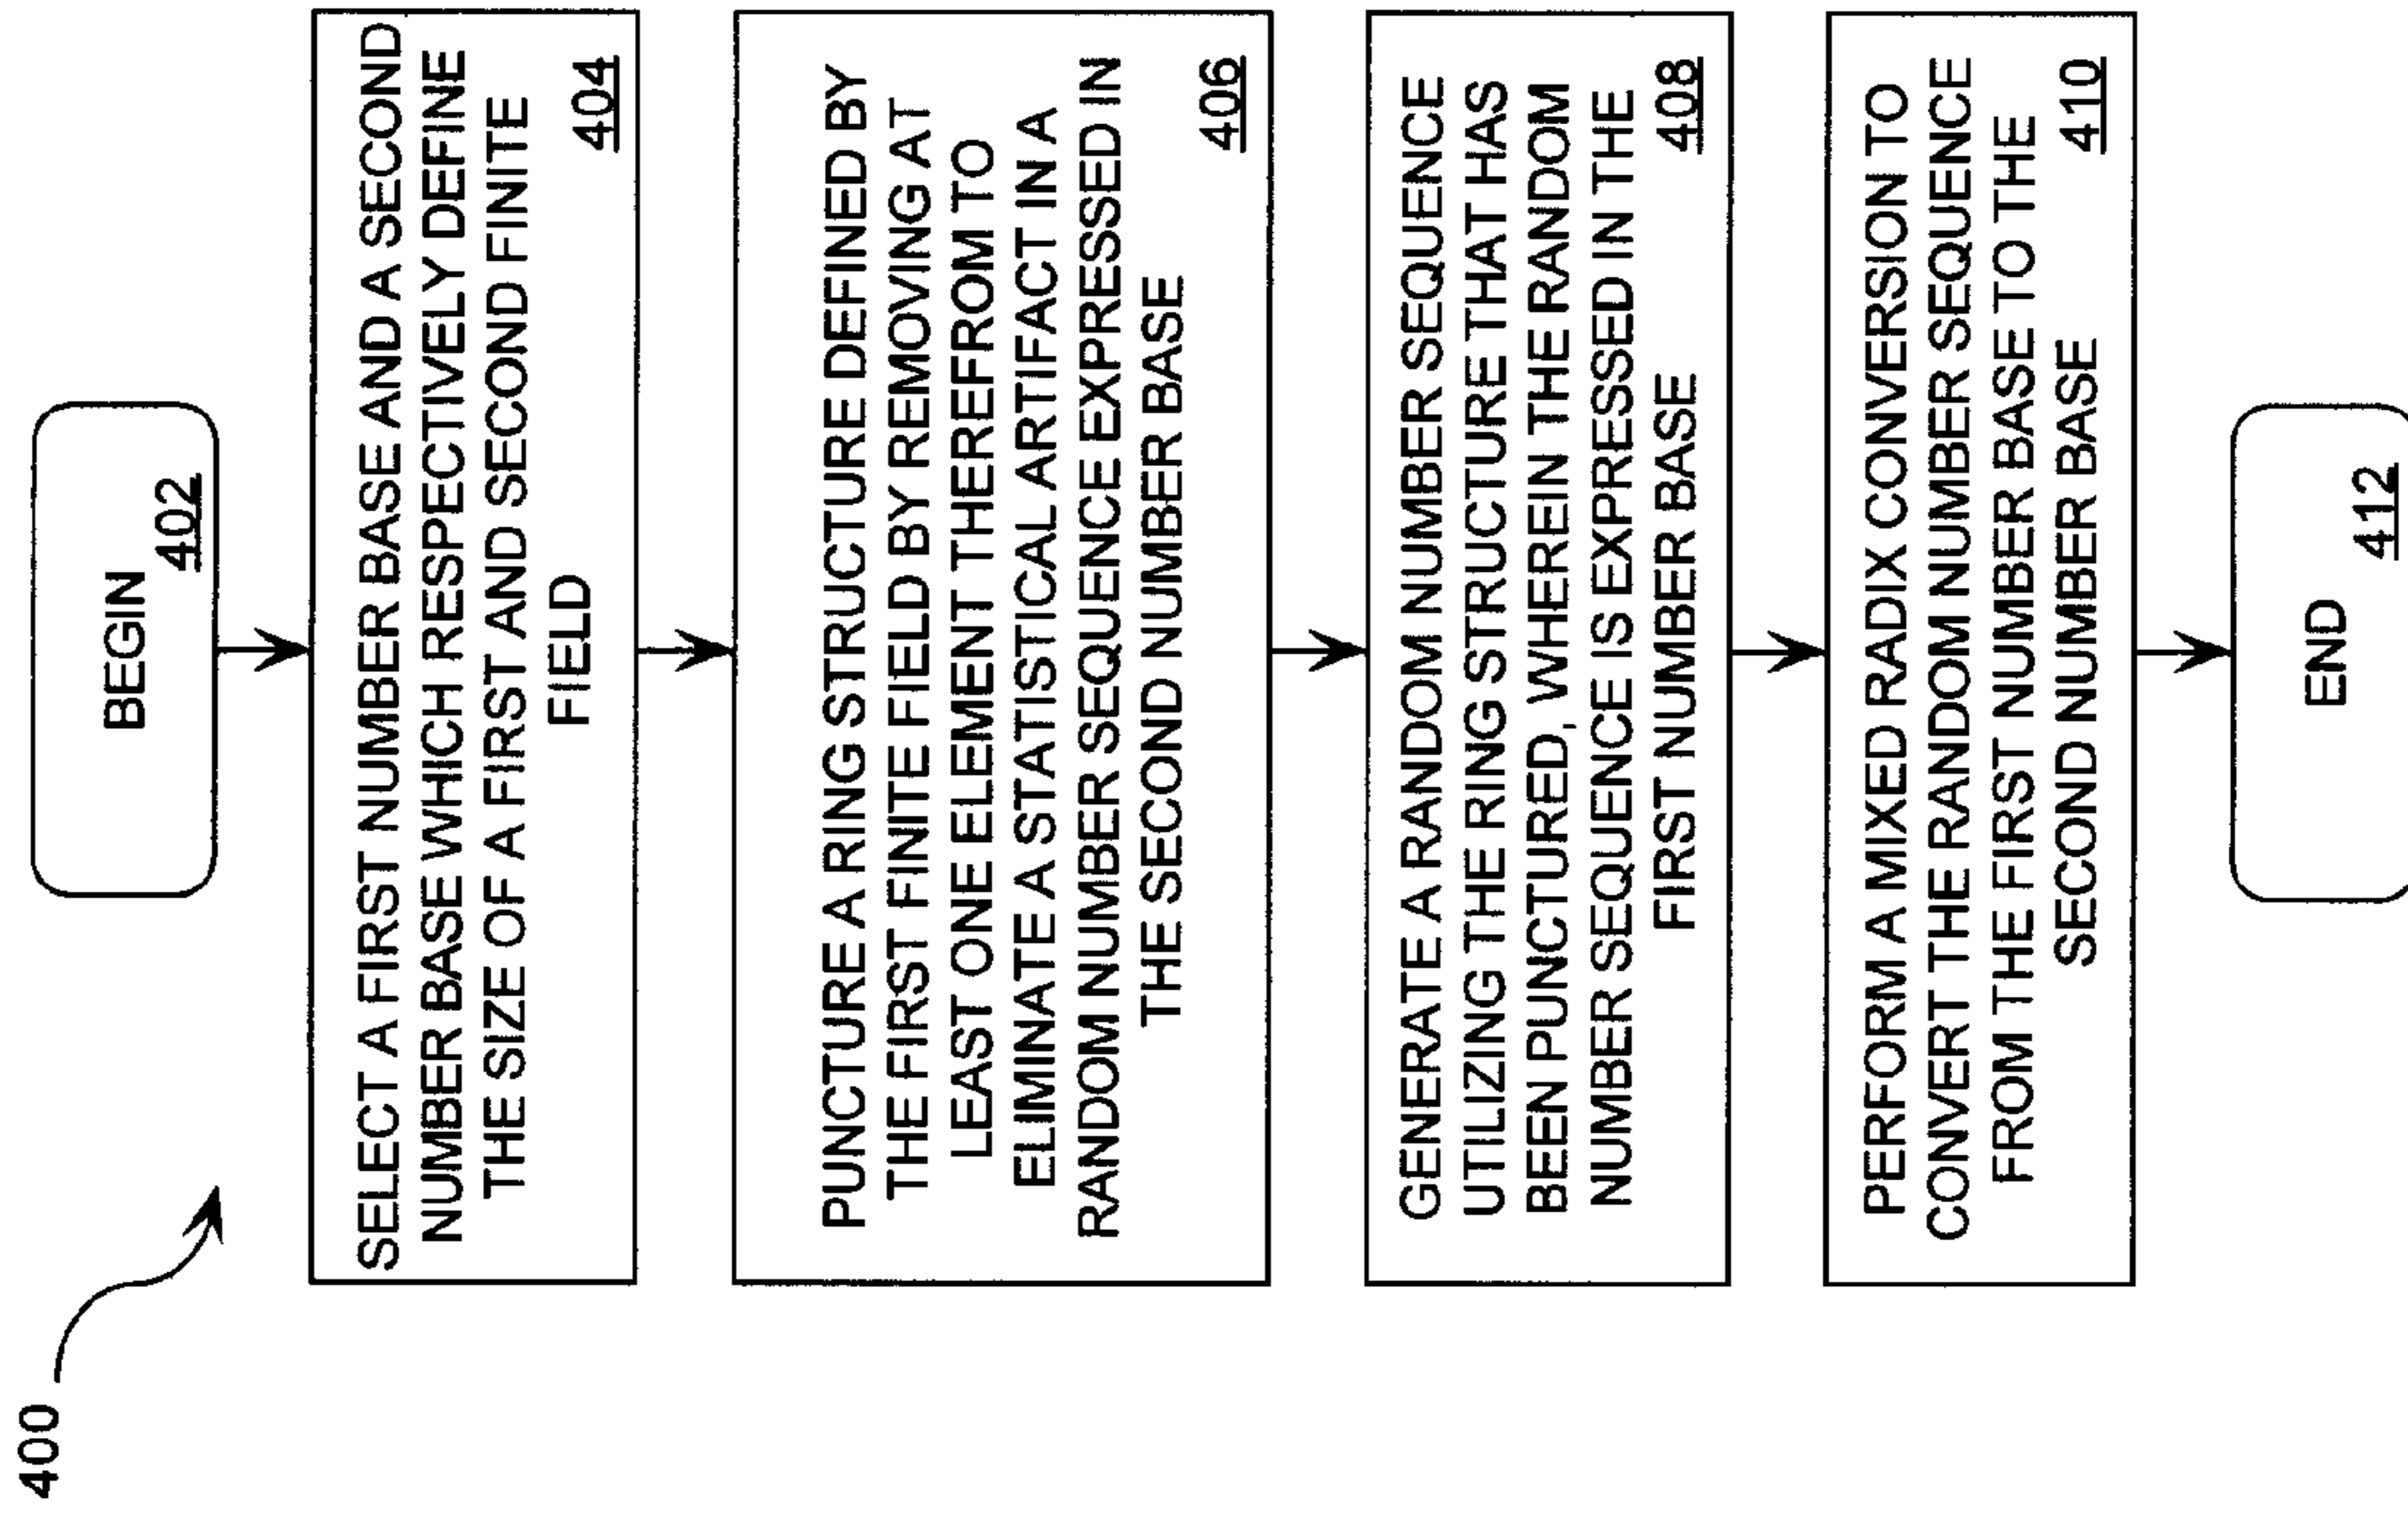 400
BEGIN
402
SELECT A FIRST NUMBER BASE AND A SECOND
NUMBER BASE WHICH RESPECTIVELY DEFINE
THE SIZE OF A FIRST AND SECOND FINITE
FIELD
404
PUNCTURE A RING STRUCTURE DEFINED BY
THE FIRST FINITE FIELD BY REMOVING AT
LEAST ONE ELEMENT THEREFROM TO
ELIMINATE A STATISTICAL ARTIFACT IN A
RANDOM NUMBER SEQUENCE EXPRESSED IN
THE SECOND NUMBER BASE
406
GENERATE A RANDOM NUMBER SEQUENCE
UTILIZING THE RING STRUCTURE THAT HAS
BEEN PUNCTURED, WHEREIN THE RANDOM
NUMBER SEQUENCE IS EXPRESSED IN THE
FIRST NUMBER BASE
408
PERFORM A MIXED RADIX CONVERSION TO
CONVERT THE RANDOM NUMBER SEQUENCE
FROM THE FIRST NUMBER BASE TO THE
SECOND NUMBER BASE
410
END
412